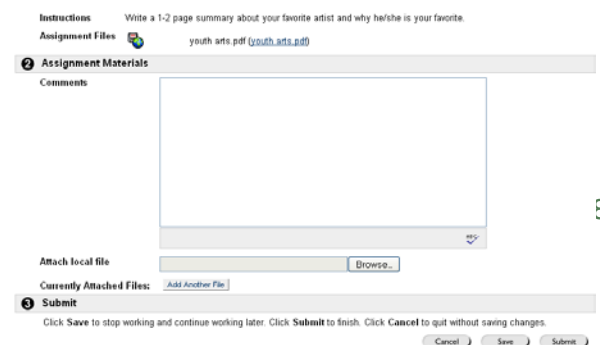 Instructions Write a 1-2 page summary about your favorite artist and why he/she is your favorite.
Assignment Files youth arts.pdf (youth arts.pdf)
2 Assignment Materials
Comments
ABC
Attach local file Browse...
Currently Attached Files: Add Another File
3 Submit
Click Save to stop working and continue working later. Click Submit to finish. Click Cancel to quit without saving changes.
Cancel Save Submit